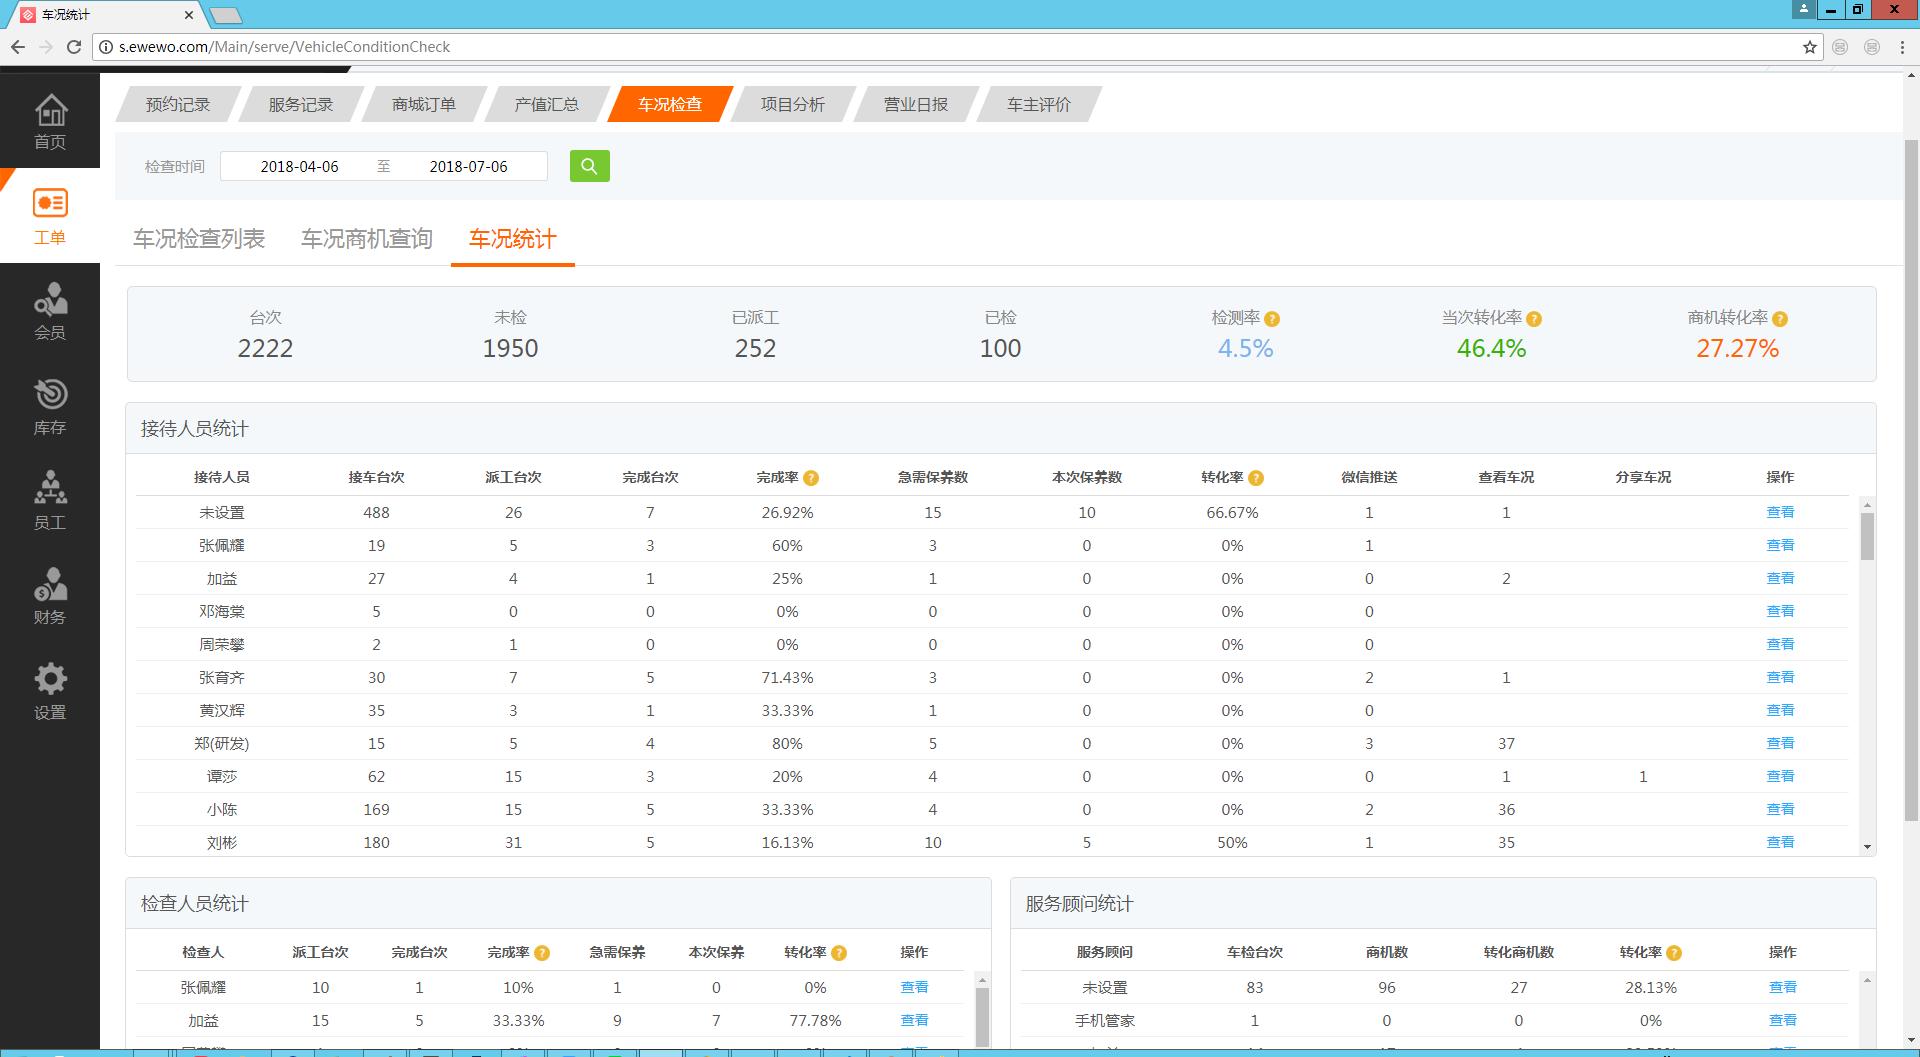 车况统计
s.ewewo.com/Main/serve/VehicleConditionCheck
预约记录 服务记录 商城订单 产值汇总 车况检查 项目分析 营业日报 车主评价
首页
工单
会员
库存
员工
财务
设置
检查时间 2018-04-06 至 2018-07-06
车况检查列表 车况商机查询 车况统计
台次 未检 已派工 已检 检测率 ? 当次转化率 ? 商机转化率 ?
2222 1950 252 100 4.5% 46.4% 27.27%
接待人员统计
接待人员 接车台次 派工台次 完成台次 完成率 ? 急需保养数 本次保养数 转化率 ? 微信推送 查看车况 分享车况 操作
未设置 488 26 7 26.92% 15 10 66.67% 1 1 查看
张佩耀 19 5 3 60% 3 0 0% 1 查看
加益 27 4 1 25% 1 0 0% 0 2 查看
邓海棠 5 0 0 0% 0 0 0% 0 查看
周荣攀 2 1 0 0% 0 0 0% 0 查看
张育齐 30 7 5 71.43% 3 0 0% 2 1 查看
黄汉辉 35 3 1 33.33% 1 0 0% 0 查看
郑(研发) 15 5 4 80% 5 0 0% 3 37 查看
谭莎 62 15 3 20% 4 0 0% 0 1 1 查看
小陈 169 15 5 33.33% 4 0 0% 2 36 查看
刘彬 180 31 5 16.13% 10 5 50% 1 35 查看
检查人员统计
检查人 派工台次 完成台次 完成率 ? 急需保养 本次保养 转化率 ? 操作
张佩耀 10 1 10% 1 0 0% 查看
加益 15 5 33.33% 9 7 77.78% 查看
服务顾问统计
服务顾问 车检台次 商机数 转化商机数 转化率 ? 操作
未设置 83 96 27 28.13% 查看
手机管家 1 0 0 0% 查看